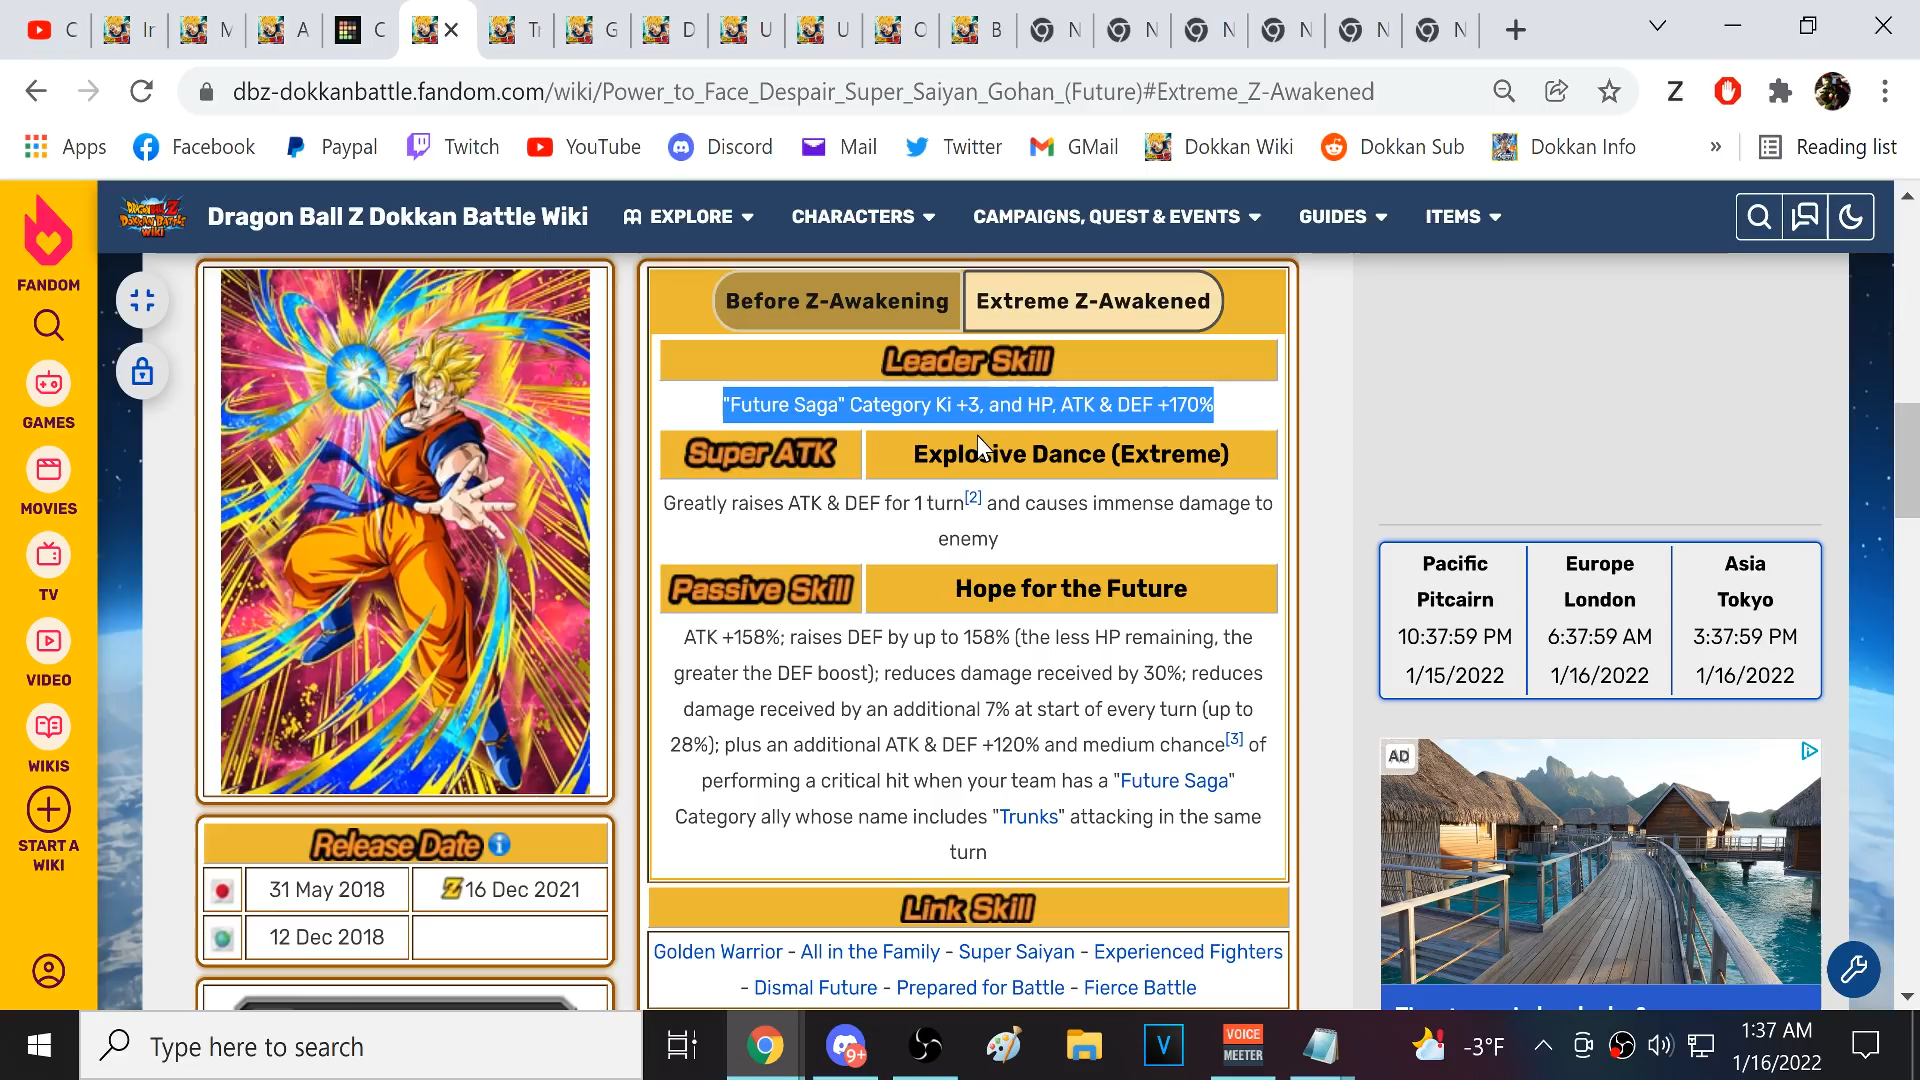 C
Ir
M
A
C
Tr
G
D
U
U
C
B
N
N
N
N
N
N
dbz-dokkanbattle.fandom.com/wiki/Power_to_Face_Despair_Super_Saiyan_Gohan_(Future)#Extreme_Z-Awakened
Z
Apps
Facebook
Paypal
Twitch
YouTube
Discord
Mail
Twitter
GMail
Dokkan Wiki
Dokkan Sub
Dokkan Info
»
Reading list
Dragon Ball Z Dokkan Battle Wiki
EXPLORE
CHARACTERS
CAMPAIGNS, QUEST & EVENTS
GUIDES
ITEMS
FANDOM
GAMES
MOVIES
TV
VIDEO
WIKIS
START A
WIKI
Before Z-Awakening
Extreme Z-Awakened
Leader Skill
"Future Saga" Category Ki +3, and HP, ATK & DEF +170%
Super ATK
Explosive Dance (Extreme)
Greatly raises ATK & DEF for 1 turn[2] and causes immense damage to
enemy
Passive Skill
Hope for the Future
ATK +158%; raises DEF by up to 158% (the less HP remaining, the
greater the DEF boost); reduces damage received by 30%; reduces
damage received by an additional 7% at start of every turn (up to
28%); plus an additional ATK & DEF +120% and medium chance[3] of
performing a critical hit when your team has a "Future Saga"
Category ally whose name includes "Trunks" attacking in the same
turn
Link Skill
Golden Warrior - All in the Family - Super Saiyan - Experienced Fighters
- Dismal Future - Prepared for Battle - Fierce Battle
Release Date
31 May 2018
Z 16 Dec 2021
12 Dec 2018
Pacific
Pitcairn
10:37:59 PM
1/15/2022
Europe
London
6:37:59 AM
1/16/2022
Asia
Tokyo
3:37:59 PM
1/16/2022
AD
Type here to search
9+
V
VOICE
MEETER
-3°F
1:37 AM
1/16/2022